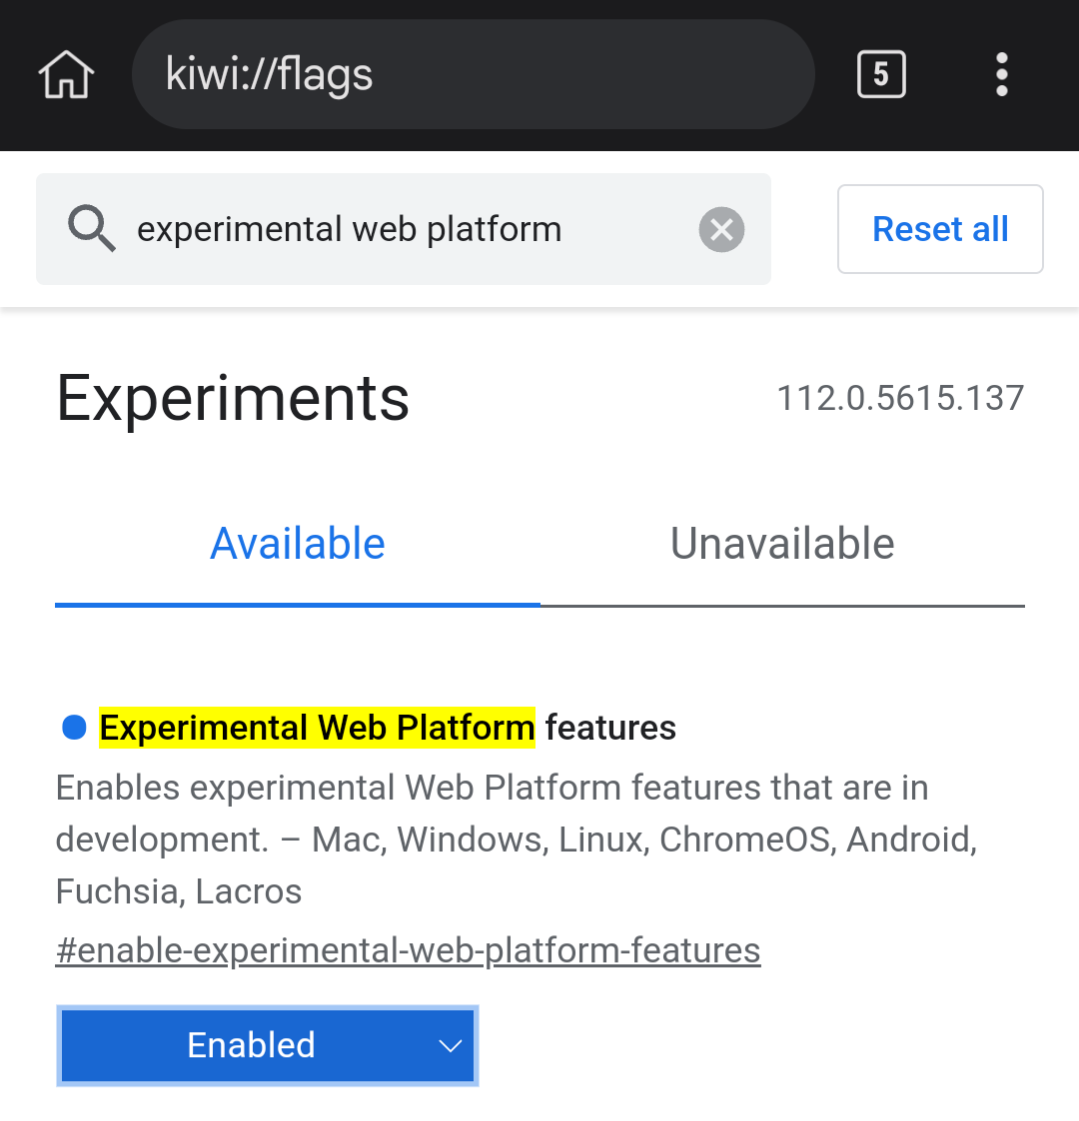 kiwi://flags
5
experimental web platform
Reset all
Experiments
112.0.5615.137
Available
Unavailable
Experimental Web Platform features
Enables experimental Web Platform features that are in
development. – Mac, Windows, Linux, ChromeOS, Android,
Fuchsia, Lacros
#enable-experimental-web-platform-features
Enabled